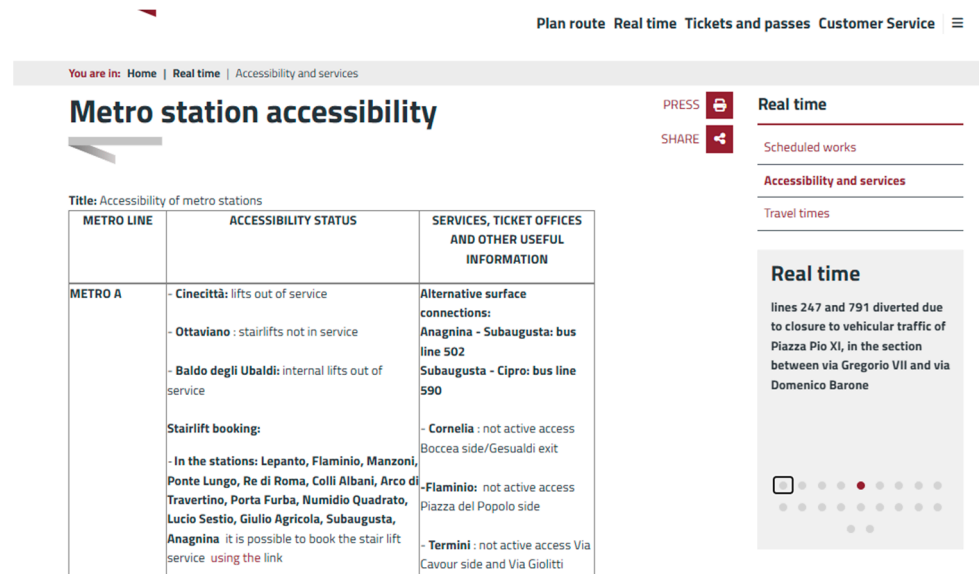 Plan route Real time Tickets and passes Customer Service
You are in: Home | Real time | Accessibility and services
Metro station accessibility
PRESS
SHARE
Title: Accessibility of metro stations
METRO LINE
ACCESSIBILITY STATUS
SERVICES, TICKET OFFICES
AND OTHER USEFUL
INFORMATION
METRO A
- Cinecittà: lifts out of service
- Ottaviano : stairlifts not in service
- Baldo degli Ubaldi: internal lifts out of
service
Stairlift booking:
- In the stations: Lepanto, Flaminio, Manzoni,
Ponte Lungo, Re di Roma, Colli Albani, Arco di
Travertino, Porta Furba, Numidio Quadrato,
Lucio Sestio, Giulio Agricola, Subaugusta,
Anagnina it is possible to book the stair lift
service using the link
Alternative surface
connections:
Anagnina - Subaugusta: bus
line 502
Subaugusta - Cipro: bus line
590
- Cornelia : not active access
Boccea side/Gesualdi exit
-Flaminio: not active access
Piazza del Popolo side
- Termini : not active access Via
Cavour side and Via Giolitti
Real time
Scheduled works
Accessibility and services
Travel times
Real time
lines 247 and 791 diverted due
to closure to vehicular traffic of
Piazza Pio XI, in the section
between via Gregorio VII and via
Domenico Barone